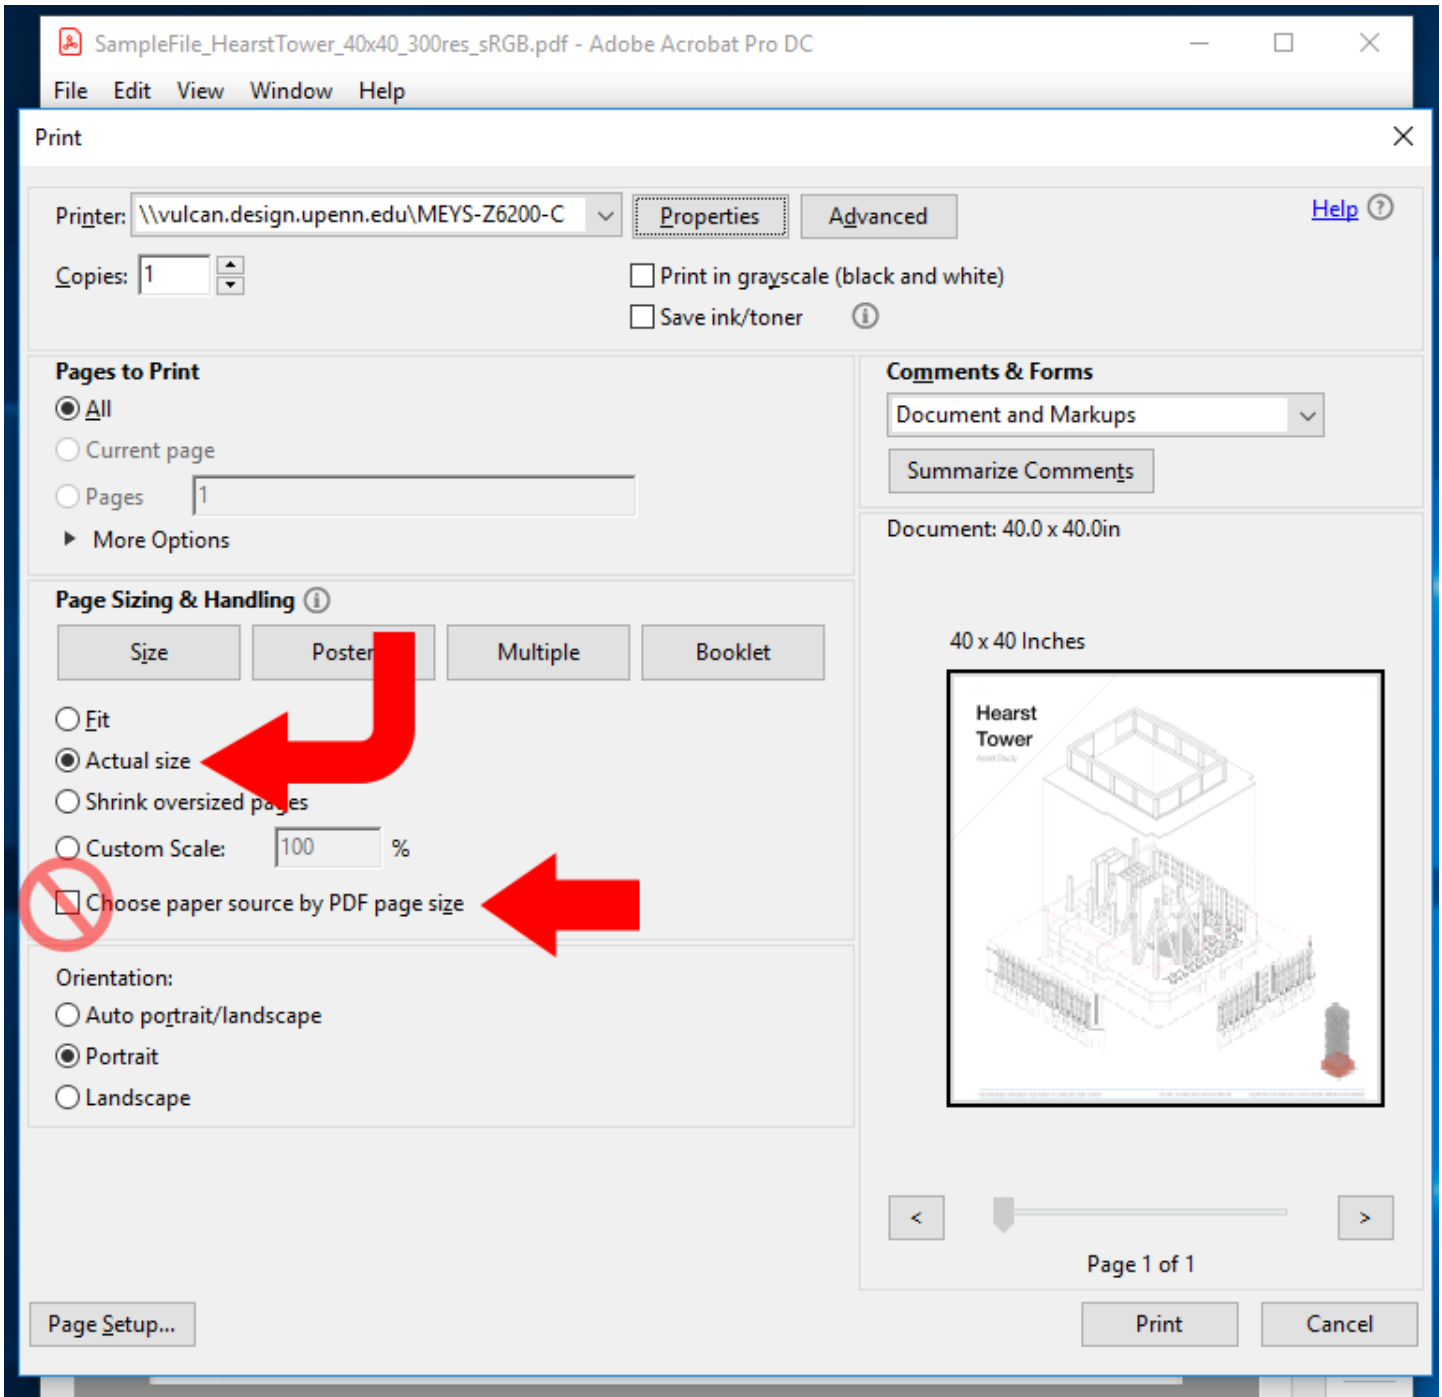 SampleFile_HearstTower_40x40_300res_sRGB.pdf - Adobe Acrobat Pro DC
File Edit View Window Help
Print
Printer: \\vulcan.design.upenn.edu\MEYS-Z6200-C Properties Advanced Help ?
Copies: 1
Print in grayscale (black and white)
Save ink/toner
Pages to Print
All
Current page
Pages 1
More Options
Comments & Forms
Document and Markups
Summarize Comments
Page Sizing & Handling
Size Poster Multiple Booklet
Fit
Actual size
Shrink oversized pages
Custom Scale: 100 %
Choose paper source by PDF page size
Orientation:
Auto portrait/landscape
Portrait
Landscape
Document: 40.0 x 40.0in
40 x 40 Inches
Hearst
Tower
< >
Page 1 of 1
Page Setup... Print Cancel